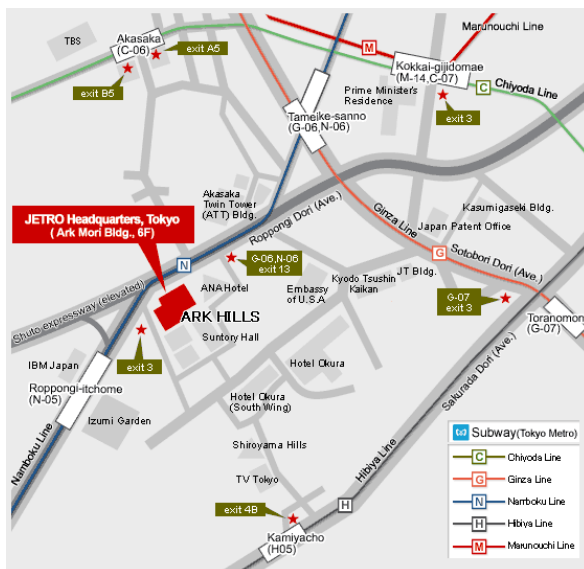 Marunouchi Line
TBS
Akasaka
(C-06)
exit A5
M
Kokkai-gijidomae
(M-14,C-07)
C
Chiyoda Line
exit B5
Prime Minister's
Residence
exit 3
Tameike-sanno
(G-06,N-06)
Akasaka
Twin Tower
(ATT) Bldg.
Kasumigaseki Bldg.
JETRO Headquarters, Tokyo
( Ark Mori Bldg., 6F)
Roppongi Dori (Ave.)
Ginza Line
Japan Patent Office
Sotobori Dori (Ave.)
N
G-06,N-06
exit 13
G
Kyodo Tsushin
Kaikan
JT Bldg.
Shuto expressway (elevated)
ANA Hotel
Embassy
of U.S.A
G-07
exit 3
ARK HILLS
Toranomon
(G-07)
Suntory Hall
exit 3
IBM Japan
Hotel Okura
Sakurada Dori (Ave.)
Roppongi-itchome
(N-05)
Hotel Okura
(South Wing)
Izumi Garden
Shiroyama Hills
Hibiya Line
Namboku Line
TV Tokyo
exit 4B
H
Kamiyacho
(H05)
Subway(Tokyo Metro)
C Chiyoda Line
G Ginza Line
N Namboku Line
H Hibiya Line
M Marunouchi Line